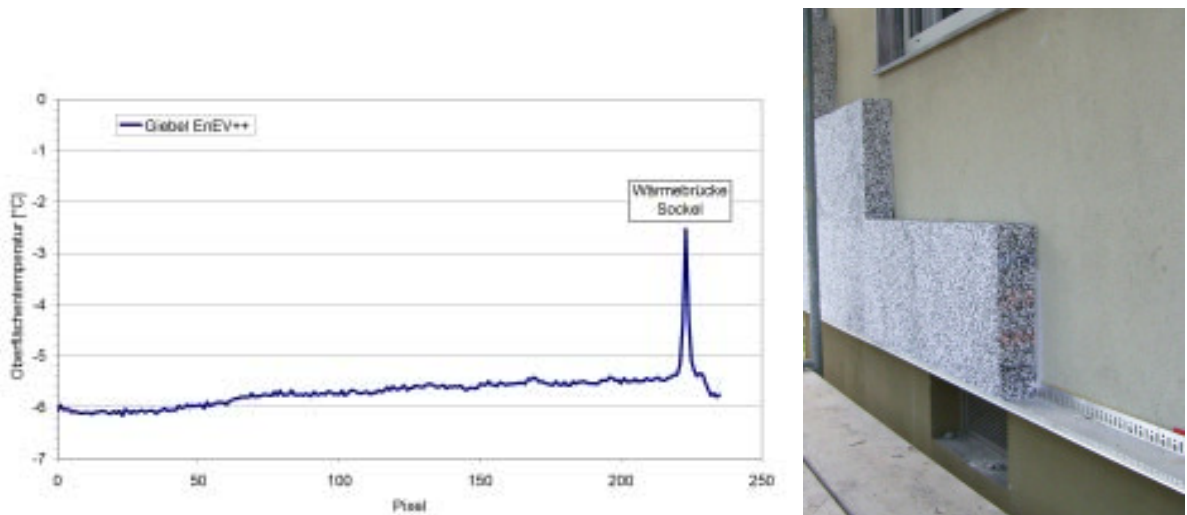 0
Giebel EnEV++
-1
Wärmebrücke
Sockel
-2
-3
-4
-5
-6
-7
Oberflächentemperatur [°C]
0
50
100
150
200
250
Pixel